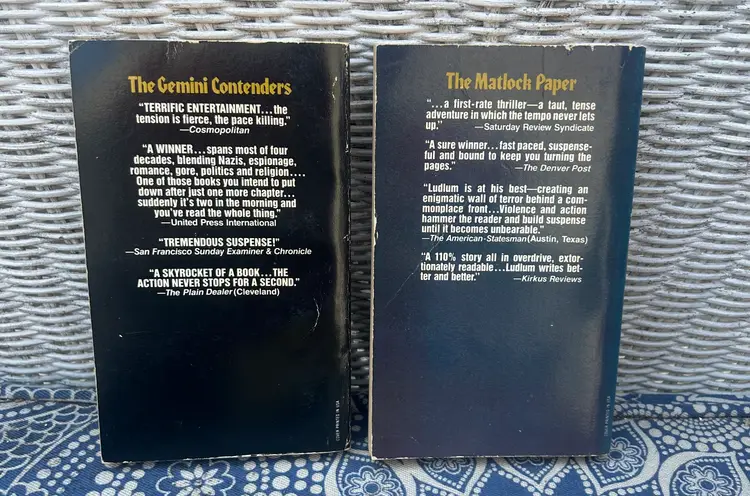 The Gemini Contenders
"TERRIFIC ENTERTAINMENT...the
tension is fierce, the pace killing."
—Cosmopolitan
"A WINNER...spans most of four
decades, blending Nazis, espionage,
romance, gore, politics and religion....
One of those books you intend to put
down after just one more chapter...
suddenly it's two in the morning and
you've read the whole thing."
—United Press International
"TREMENDOUS SUSPENSE!"
—San Francisco Sunday Examiner & Chronicle
"A SKYROCKET OF A BOOK...THE
ACTION NEVER STOPS FOR A SECOND."
—The Plain Dealer (Cleveland)
COVER PRINTED IN USA
The Matlock Paper
"...a first-rate thriller—a taut, tense
adventure in which the tempo never lets
up." —Saturday Review Syndicate
"A sure winner...fast paced, suspense-
ful and bound to keep you turning the
pages." —The Denver Post
"Ludlum is at his best—creating an
enigmatic wall of terror behind a com-
monplace front...Violence and action
hammer the reader and build suspense
until it becomes unbearable."
—The American-Statesman (Austin, Texas)
"A 110% story all in overdrive, extor-
tionately readable...Ludlum writes bet-
ter and better." —Kirkus Reviews
COVER PRINTED IN USA